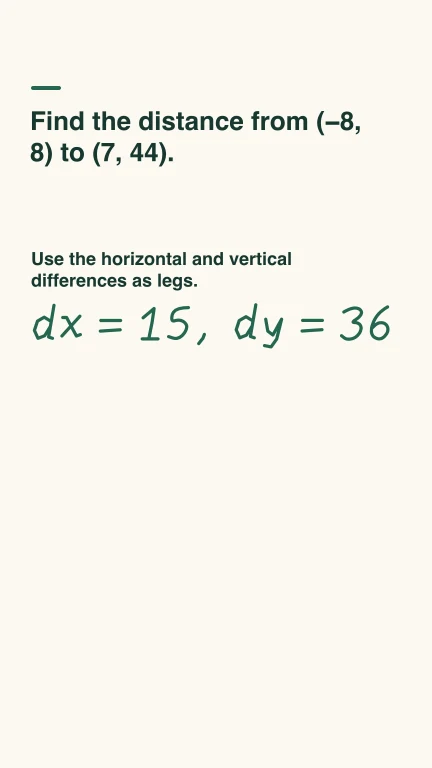 Find the distance from (–8,
8) to (7, 44).
Use the horizontal and vertical
differences as legs.
dx = 15, dy = 36